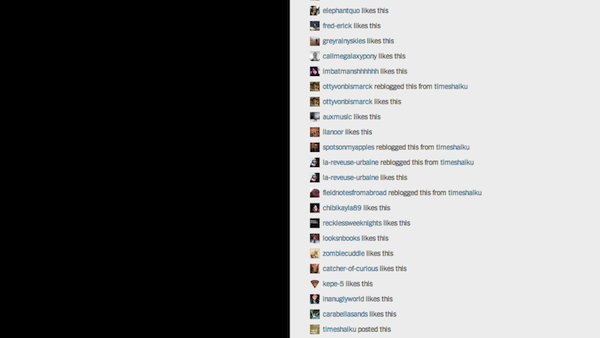 elephantquo likes this
fred-erick likes this
greyrainyskies likes this
callmegalaxypony likes this
imbatmanshhhhhh likes this
ottyvonbismarck reblogged this from timeshaiku
ottyvonbismarck likes this
auxmusic likes this
llanoor likes this
spotsonmyapples reblogged this from timeshaiku
la-reveuse-urbaine reblogged this from timeshaiku
la-reveuse-urbaine likes this
fieldnotesfromabroad reblogged this from timeshaiku
chibikayla89 likes this
recklessweeknights likes this
looksnbooks likes this
zombiecuddle likes this
catcher-of-curious likes this
kepe-5 likes this
inanuglyworld likes this
carabellasands likes this
timeshaiku posted this